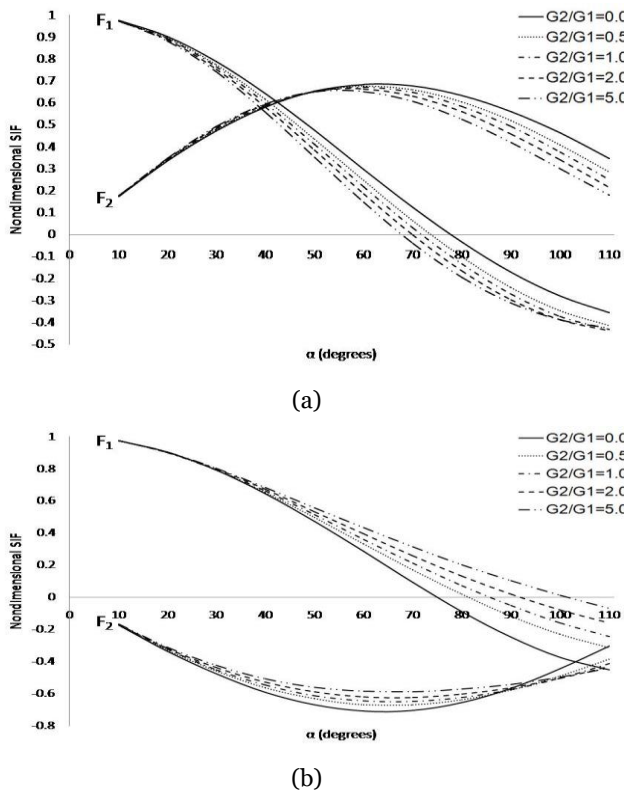 1
0.9
0.8
0.7
0.6
0.5
0.4
0.3
0.2
0.1
0
-0.1
-0.2
-0.3
-0.4
-0.5
Nondimensional SIF
F1
F2
G2/G1=0.0
G2/G1=0.5
G2/G1=1.0
G2/G1=2.0
G2/G1=5.0
0 10 20 30 40 50 60 70 80 90 100 110
α (degrees)
(a)
1
0.8
0.6
0.4
0.2
0
-0.2
-0.4
-0.6
-0.8
Nondimensional SIF
F1
F2
G2/G1=0.0
G2/G1=0.5
G2/G1=1.0
G2/G1=2.0
G2/G1=5.0
0 10 20 30 40 50 60 70 80 90 100 110
α (degrees)
(b)